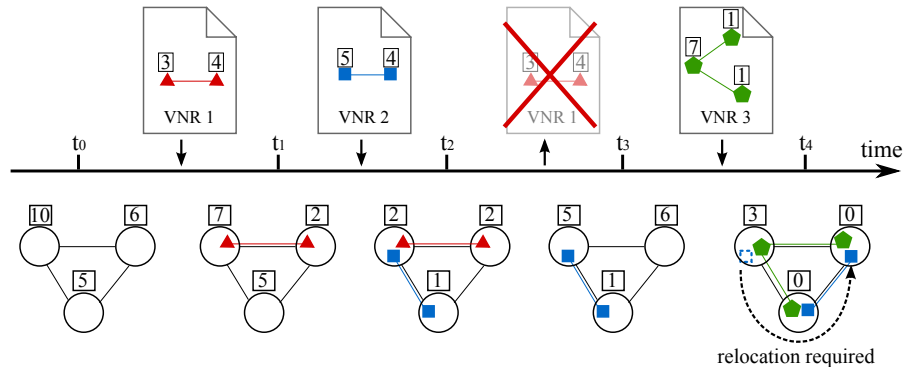 3 4
VNR 1
5 4
VNR 2
3 4
VNR 1
1
7
1
VNR 3
t0 t1 t2 t3 t4 time
10 6
5
7 2
5
2 2
1
5 6
1
3 0
0
relocation required